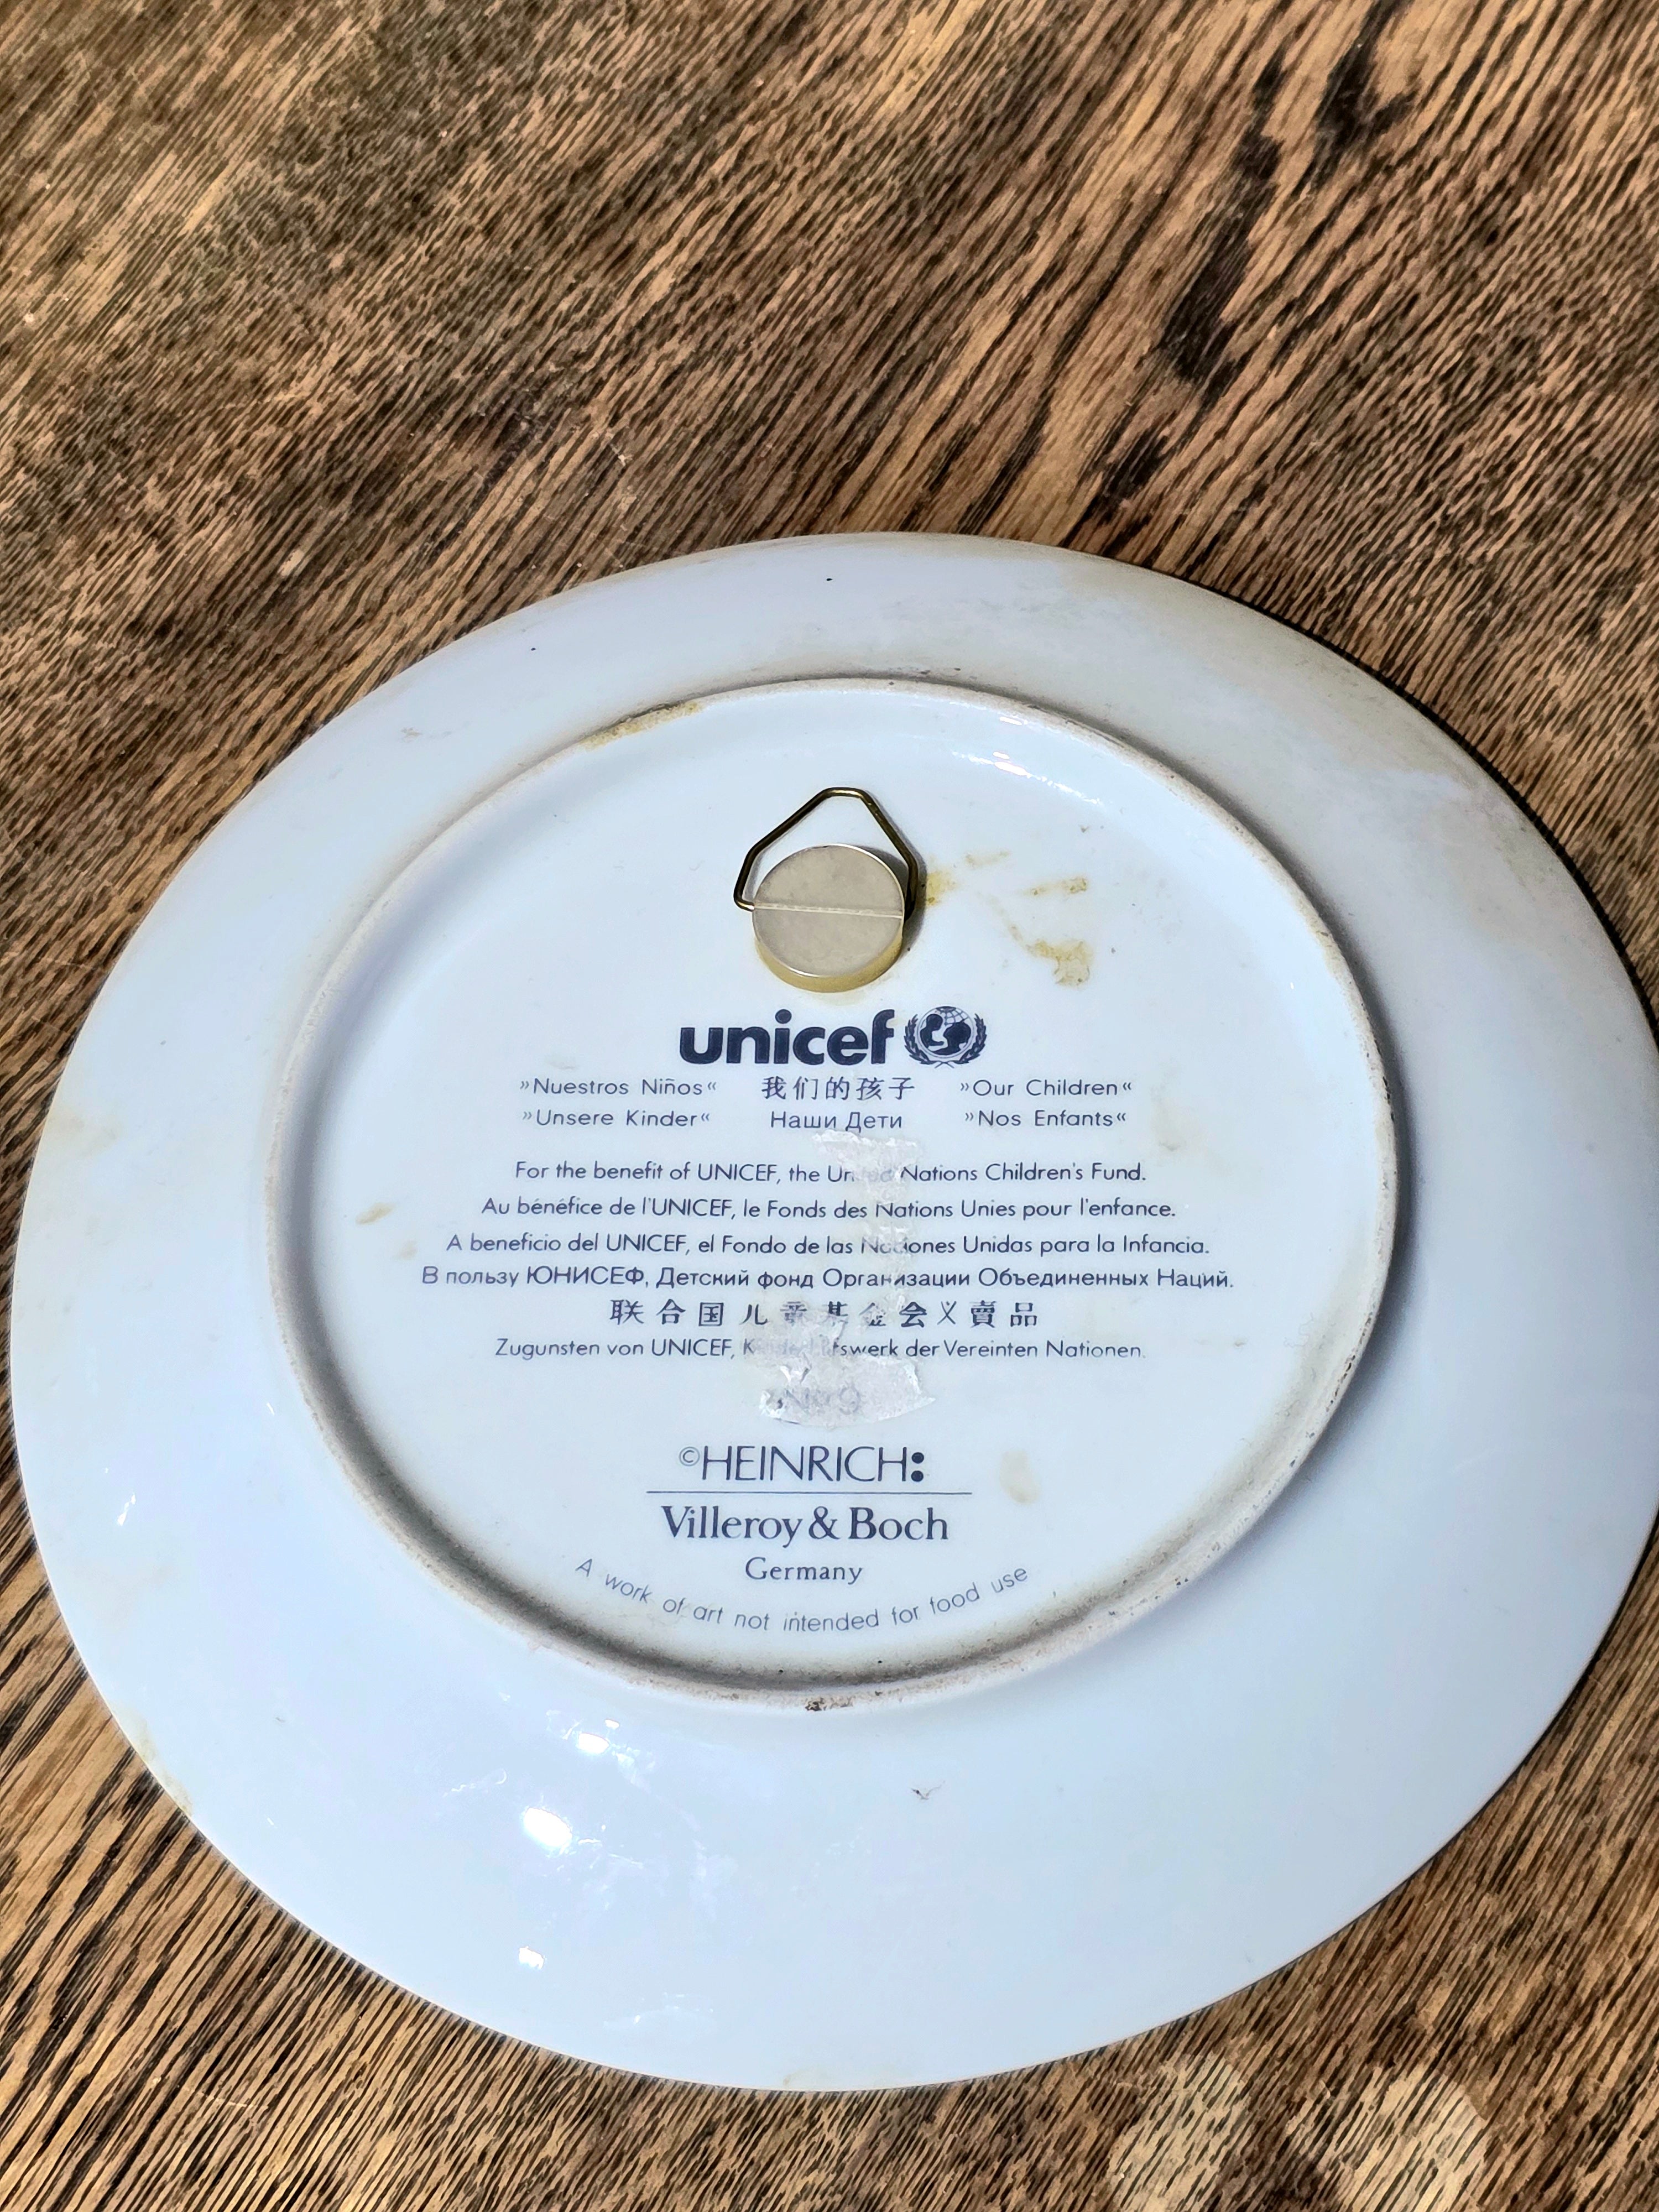 unicef
»Nuestros Niños« 我们的孩子 »Our Children«
»Unsere Kinder« Наши Дети »Nos Enfants«
For the benefit of UNICEF, the United Nations Children's Fund.
Au bénéfice de l'UNICEF, le Fonds des Nations Unies pour l'enfance.
A beneficio del UNICEF, el Fondo de las Naciones Unidas para la Infancia.
В пользу ЮНИСЕФ, Детский фонд Организации Объединенных Наций.
联合国儿童基金会义賣品
Zugunsten von UNICEF, der Vereinten Nationen.
©HEINRICH:
Villeroy & Boch
Germany
A work of art not intended for food use